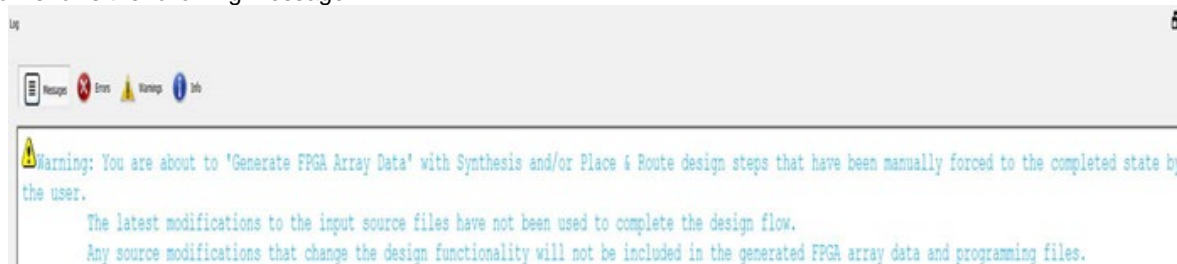 Log
Messages Errors Warnings Info
Warning: You are about to "Generate FPGA Array Data" with Synthesis and/or Place & Route design steps that have been manually forced to the completed state by
the user.
The latest modifications to the input source files have not been used to complete the design flow.
Any source modifications that change the design functionality will not be included in the generated FPGA array data and programming files.